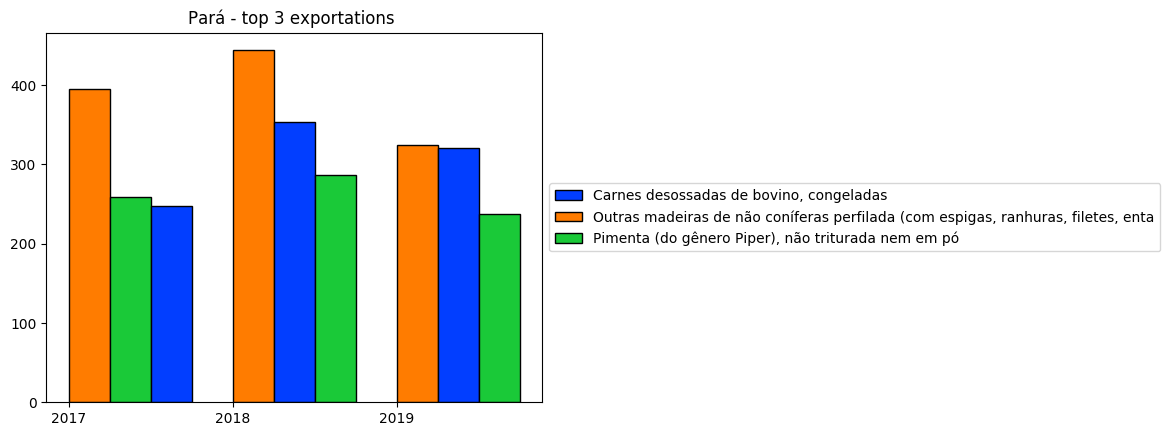 Pará - top 3 exportations
400
300
200
100
0
2017
2018
2019
Carnes desossadas de bovino, congeladas
Outras madeiras de não coníferas perfilada (com espigas, ranhuras, filetes, enta
Pimenta (do gênero Piper), não triturada nem em pó